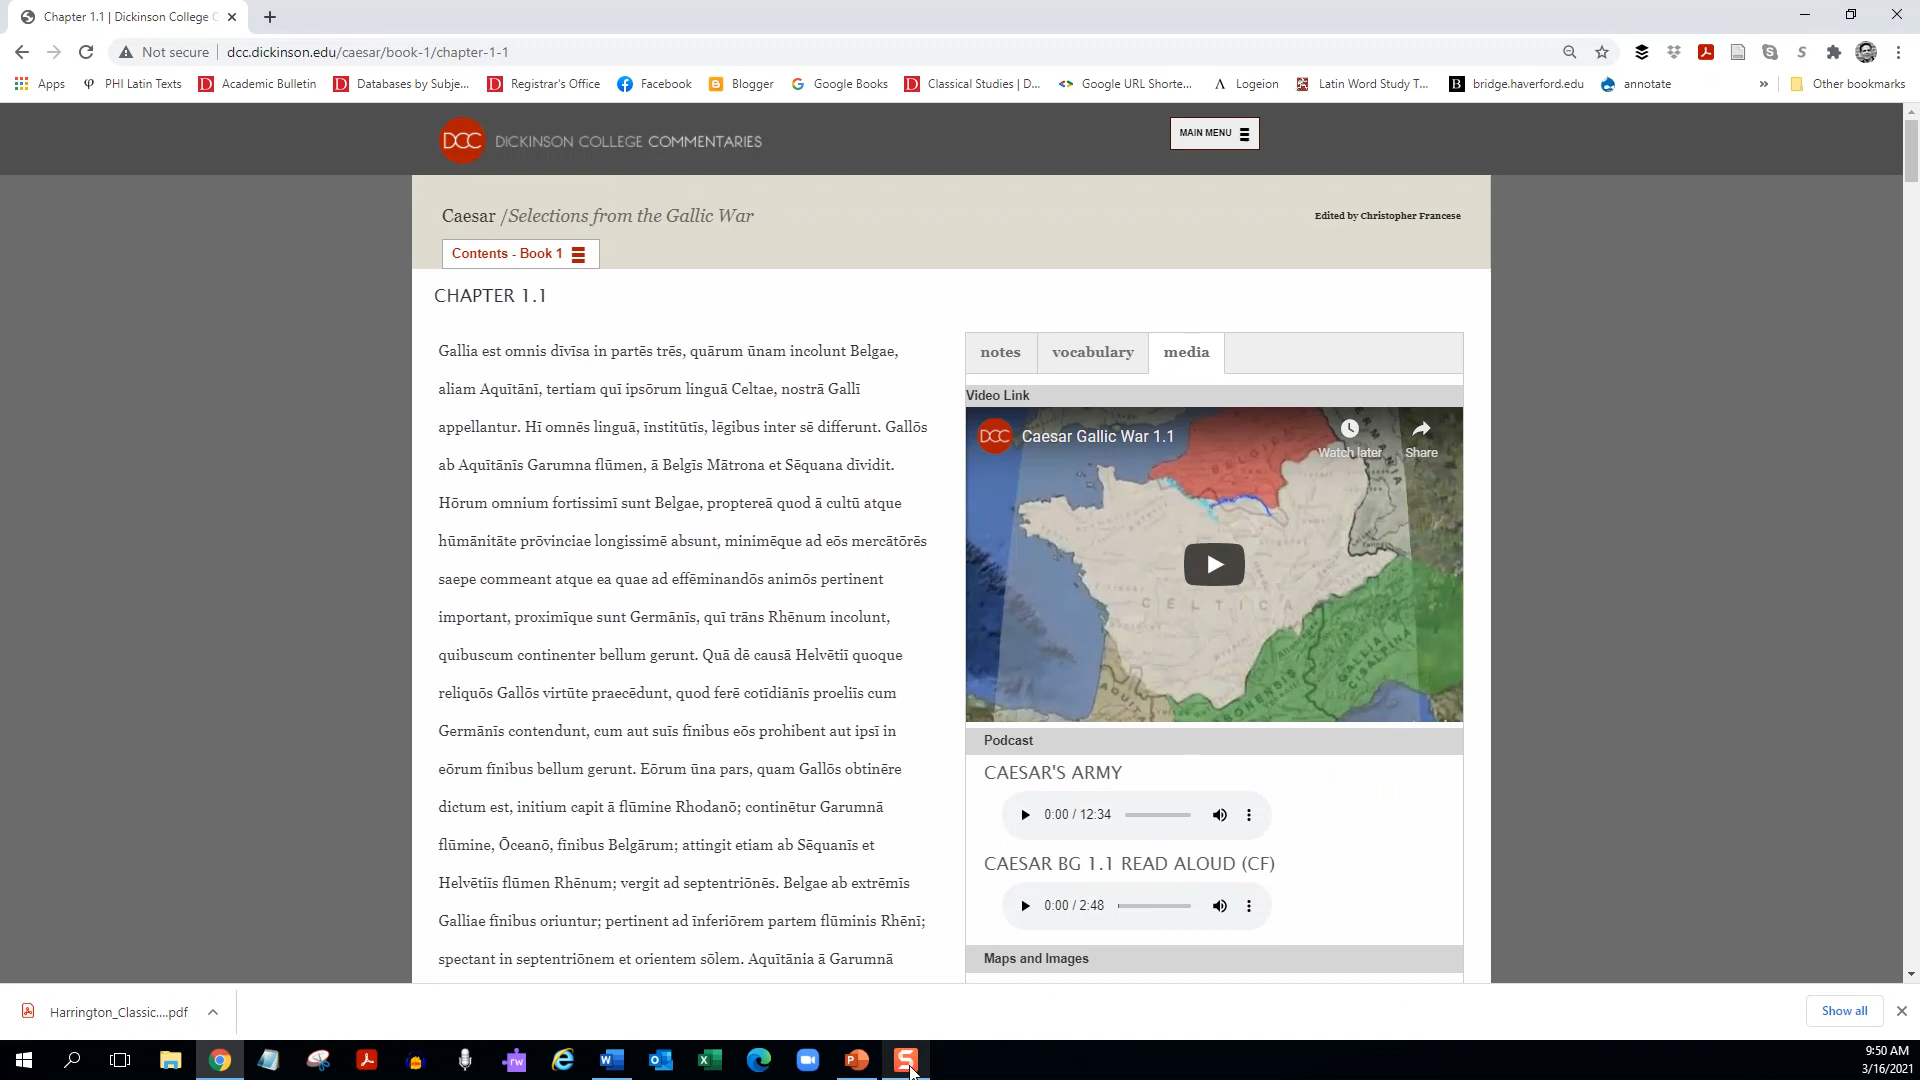 Chapter 1.1 | Dickinson College C
Not secure
dcc.dickinson.edu/caesar/book-1/chapter-1-1
Apps
PHI Latin Texts
Academic Bulletin
Databases by Subje...
Registrar's Office
Facebook
Blogger
Google Books
Classical Studies | D...
Google URL Shorte...
Logeion
Latin Word Study T...
bridge.haverford.edu
annotate
Other bookmarks
DCC DICKINSON COLLEGE COMMENTARIES
MAIN MENU
Caesar /Selections from the Gallic War
Edited by Christopher Francese
Contents - Book 1
CHAPTER 1.1
Gallia est omnis dīvīsa in partēs trēs, quārum ūnam incolunt Belgae,
aliam Aquītānī, tertiam quī ipsōrum linguā Celtae, nostrā Gallī
appellantur. Hī omnēs linguā, īnstitūtīs, lēgibus inter sē differunt. Gallōs
ab Aquītānīs Garumna flūmen, ā Belgīs Mātrona et Sēquana dīvidit.
Hōrum omnium fortissimī sunt Belgae, proptereā quod ā cultū atque
hūmānitāte prōvinciae longissimē absunt, minimēque ad eōs mercātōrēs
saepe commeant atque ea quae ad effēminandōs animōs pertinent
important, proximīque sunt Germānīs, quī trāns Rhēnum incolunt,
quibuscum continenter bellum gerunt. Quā dē causā Helvētiī quoque
reliquōs Gallōs virtūte praecēdunt, quod ferē cotīdiānīs proeliīs cum
Germānīs contendunt, cum aut suīs fīnibus eōs prohibent aut ipsī in
eōrum fīnibus bellum gerunt. Eōrum ūna pars, quam Gallōs obtinēre
dictum est, initium capit ā flūmine Rhodanō; continētur Garumnā
flūmine, Ōceanō, fīnibus Belgārum; attingit etiam ab Sēquanīs et
Helvētiīs flūmen Rhēnum; vergit ad septentriōnēs. Belgae ab extrēmīs
Galliae fīnibus oriuntur; pertinent ad īnferiōrem partem flūminis Rhēnī;
spectant in septentriōnem et orientem sōlem. Aquītānia ā Garumnā
notes
vocabulary
media
Video Link
DCC
Caesar Gallic War 1.1
Watch later
Share
CELTICA
GALLIA
CISALPINA
Podcast
CAESAR'S ARMY
0:00 / 12:34
CAESAR BG 1.1 READ ALOUD (CF)
0:00 / 2:48
Maps and Images
Harrington_Classic....pdf
Show all
rw
9:50 AM
3/16/2021